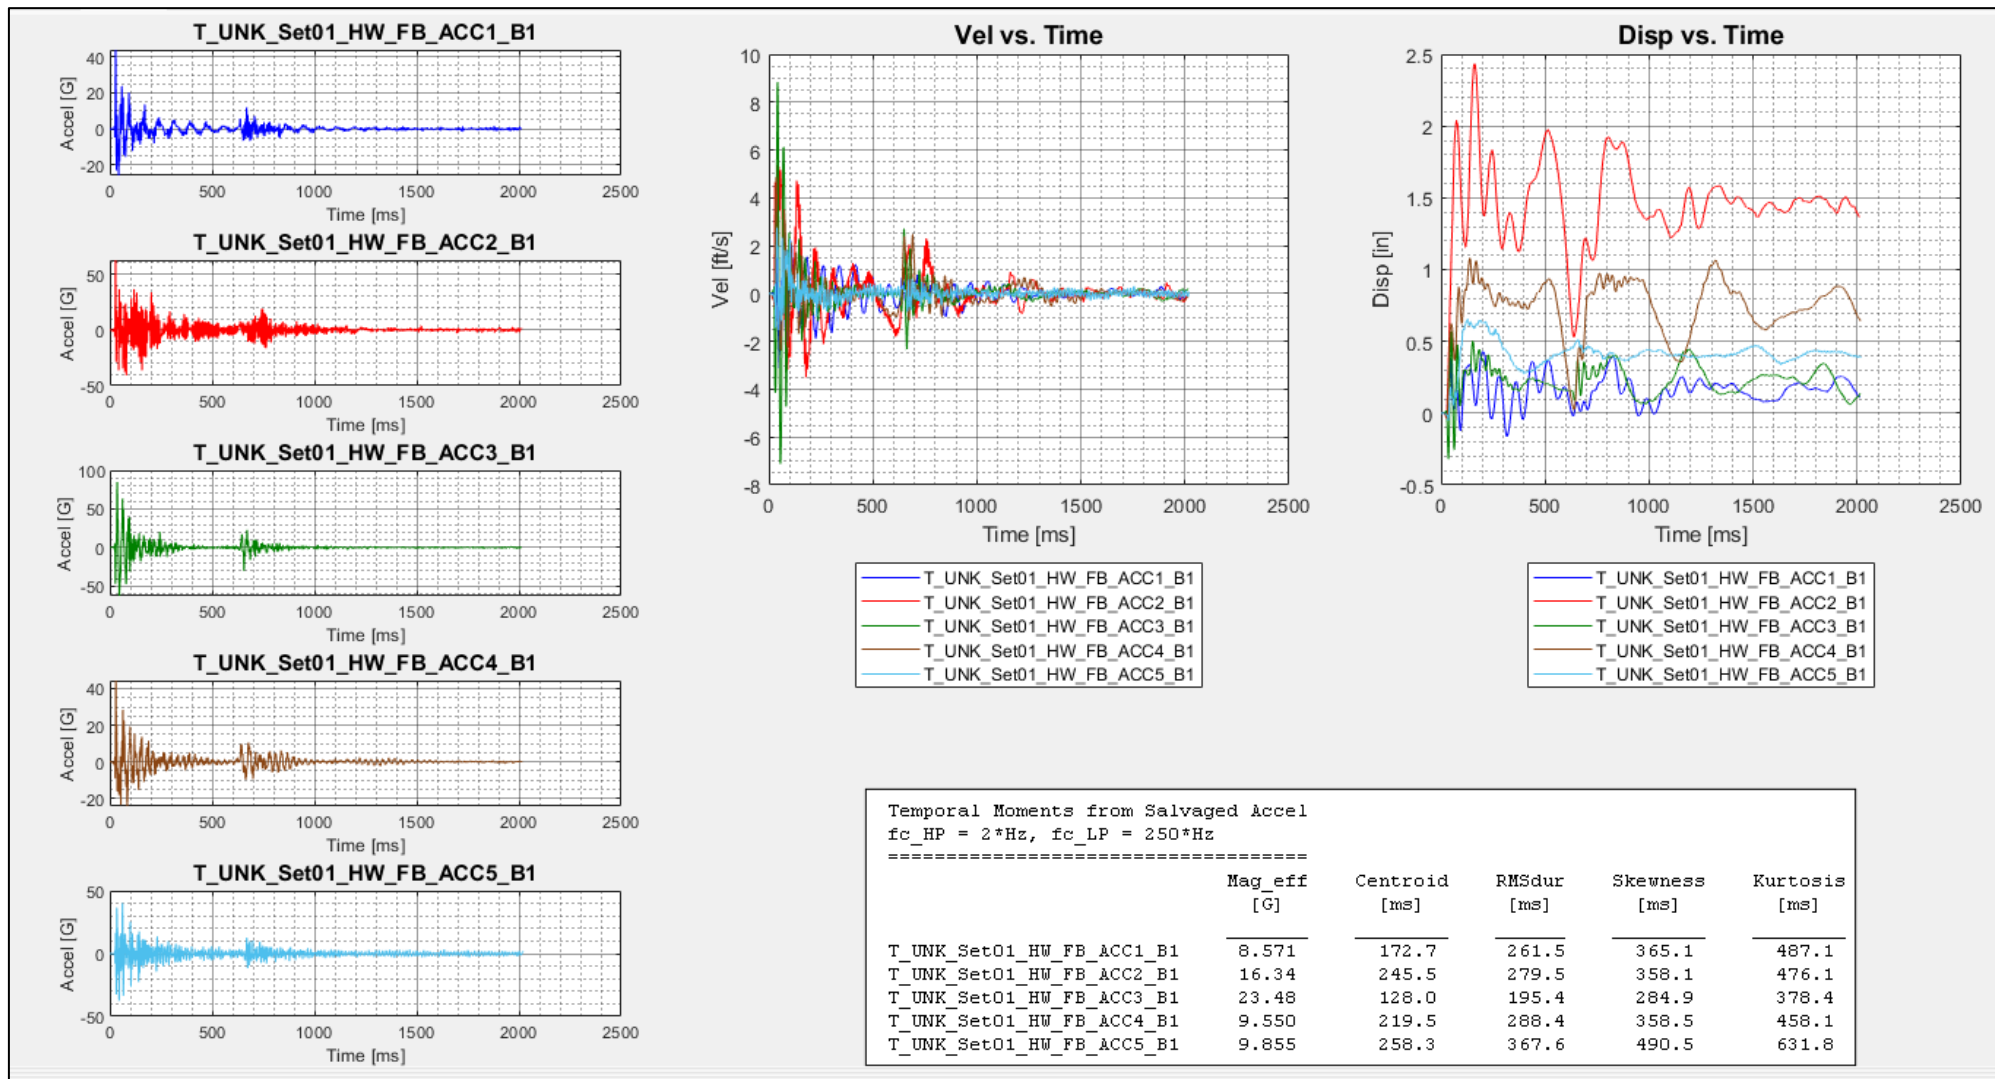 T_UNK_Set01_HW_FB_ACC1_B1
40
20
0
-20
Accel [G]
0 500 1000 1500 2000 2500
Time [ms]
T_UNK_Set01_HW_FB_ACC2_B1
50
0
-50
Accel [G]
0 500 1000 1500 2000 2500
Time [ms]
T_UNK_Set01_HW_FB_ACC3_B1
100
50
0
-50
Accel [G]
0 500 1000 1500 2000 2500
Time [ms]
T_UNK_Set01_HW_FB_ACC4_B1
40
20
0
-20
Accel [G]
0 500 1000 1500 2000 2500
Time [ms]
T_UNK_Set01_HW_FB_ACC5_B1
50
0
-50
Accel [G]
0 500 1000 1500 2000 2500
Time [ms]
Vel vs. Time
10
8
6
4
2
0
-2
-4
-6
-8
Vel [ft/s]
0 500 1000 1500 2000 2500
Time [ms]
T_UNK_Set01_HW_FB_ACC1_B1
T_UNK_Set01_HW_FB_ACC2_B1
T_UNK_Set01_HW_FB_ACC3_B1
T_UNK_Set01_HW_FB_ACC4_B1
T_UNK_Set01_HW_FB_ACC5_B1
Disp vs. Time
2.5
2
1.5
1
0.5
0
-0.5
Disp [in]
0 500 1000 1500 2000 2500
Time [ms]
T_UNK_Set01_HW_FB_ACC1_B1
T_UNK_Set01_HW_FB_ACC2_B1
T_UNK_Set01_HW_FB_ACC3_B1
T_UNK_Set01_HW_FB_ACC4_B1
T_UNK_Set01_HW_FB_ACC5_B1
Temporal Moments from Salvaged Accel
fc_HP = 2*Hz, fc_LP = 250*Hz
====================================
Mag_eff Centroid RMSdur Skewness Kurtosis
[G] [ms] [ms] [ms] [ms]
T_UNK_Set01_HW_FB_ACC1_B1 8.571 172.7 261.5 365.1 487.1
T_UNK_Set01_HW_FB_ACC2_B1 16.34 245.5 279.5 358.1 476.1
T_UNK_Set01_HW_FB_ACC3_B1 23.48 128.0 195.4 284.9 378.4
T_UNK_Set01_HW_FB_ACC4_B1 9.550 219.5 288.4 358.5 458.1
T_UNK_Set01_HW_FB_ACC5_B1 9.855 258.3 367.6 490.5 631.8